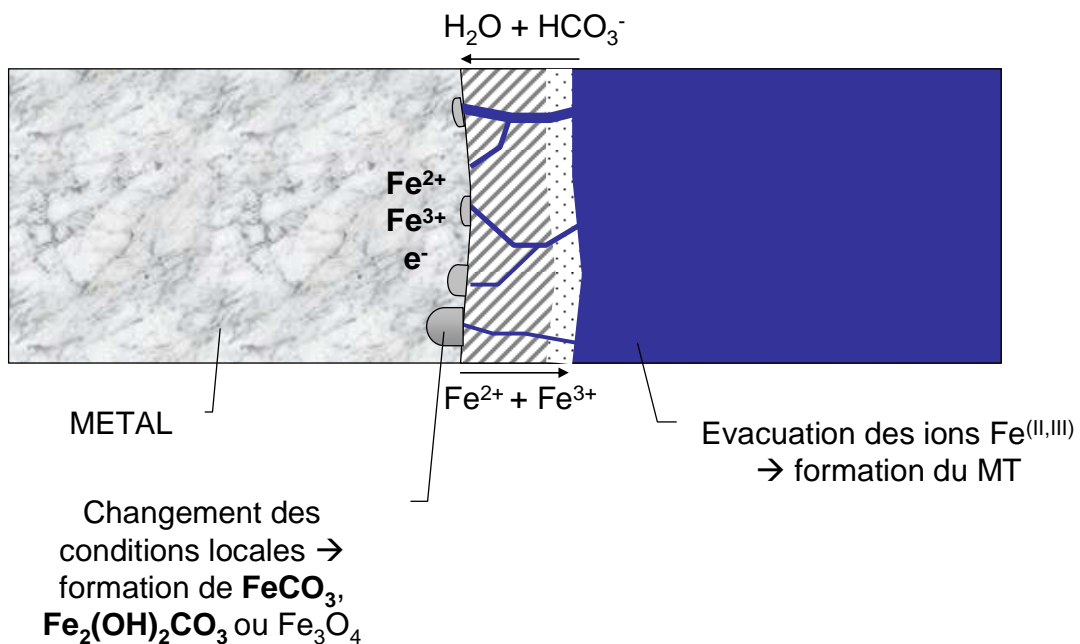 H₂O + HCO₃⁻
Fe²⁺
Fe³⁺
e⁻
Fe²⁺ + Fe³⁺
METAL
Evacuation des ions Fe⁽ᴵᴵ,ᴵᴵᴵ⁾
→ formation du MT
Changement des
conditions locales →
formation de FeCO₃,
Fe₂(OH)₂CO₃ ou Fe₃O₄